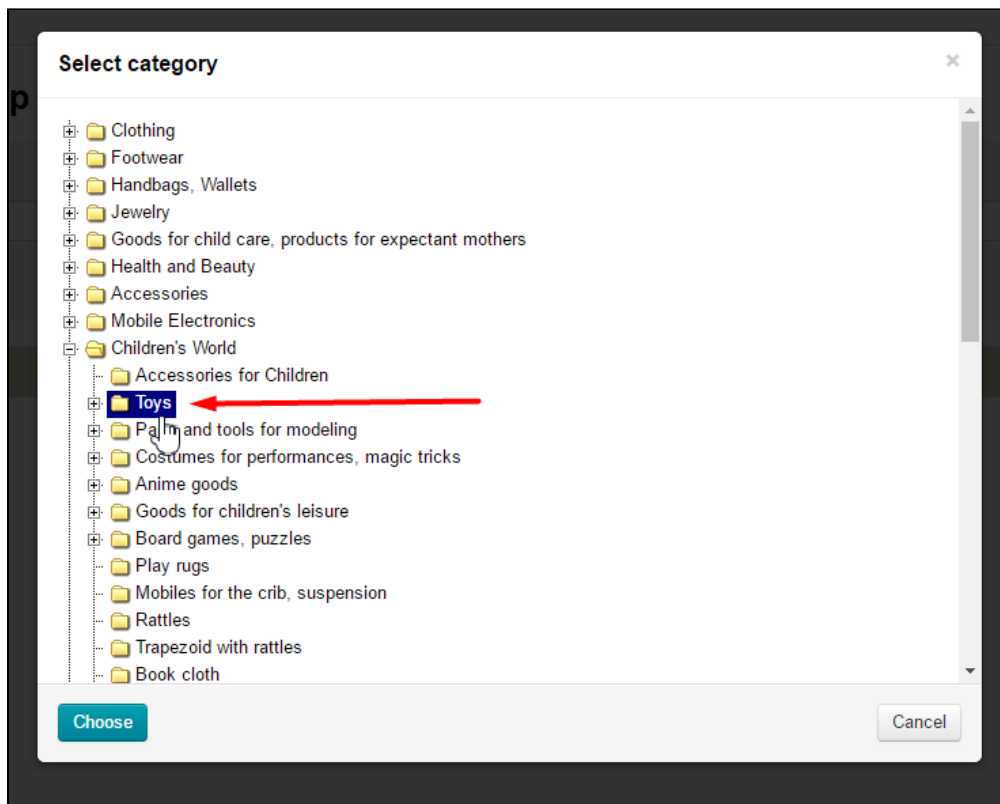 p
Select category
×
Clothing
Footwear
Handbags, Wallets
Jewelry
Goods for child care, products for expectant mothers
Health and Beauty
Accessories
Mobile Electronics
Children's World
Accessories for Children
Toys
and tools for modeling
Costumes for performances, magic tricks
Anime goods
Goods for children's leisure
Board games, puzzles
Play rugs
Mobiles for the crib, suspension
Rattles
Trapezoid with rattles
Book cloth
Choose
Cancel